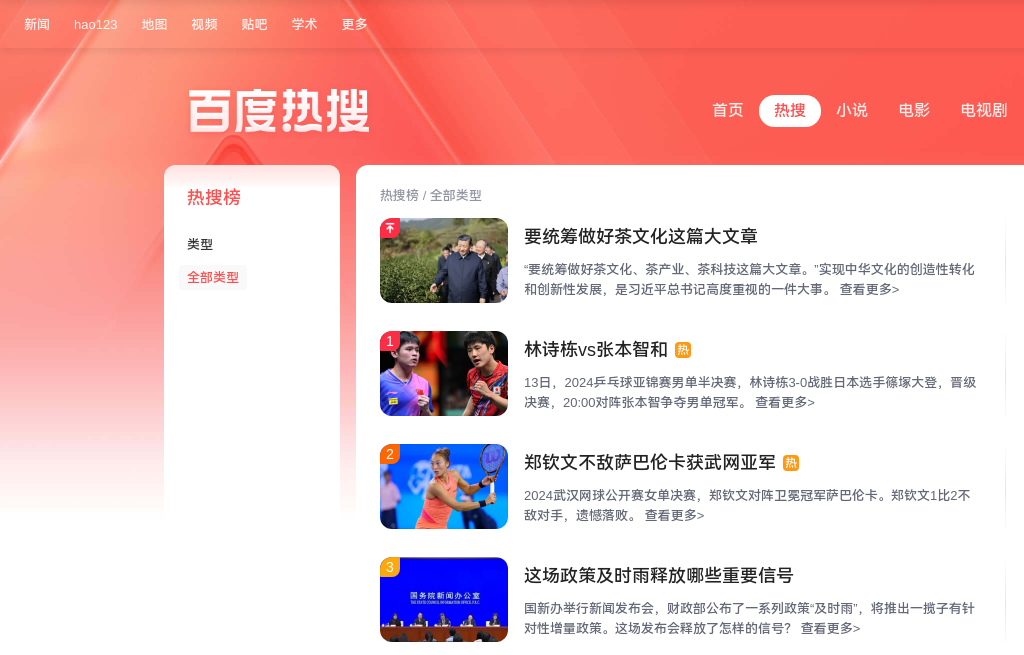 新闻 hao123 地图 视频 贴吧 学术 更多
百度热搜
首页 热搜 小说 电影 电视剧
热搜榜
类型
全部类型
热搜榜 / 全部类型
要统筹做好茶文化这篇大文章
“要统筹做好茶文化、茶产业、茶科技这篇大文章。”实现中华文化的创造性转化
和创新性发展，是习近平总书记高度重视的一件大事。 查看更多>
1
林诗栋vs张本智和 热
13日，2024乒乓球亚锦赛男单半决赛，林诗栋3-0战胜日本选手篠塚大登，晋级
决赛，20:00对阵张本智争夺男单冠军。 查看更多>
2
郑钦文不敌萨巴伦卡获武网亚军 热
2024武汉网球公开赛女单决赛，郑钦文对阵卫冕冠军萨巴伦卡。郑钦文1比2不
敌对手，遗憾落败。 查看更多>
3
国务院新闻办公室
THE STATE COUNCIL INFORMATION OFFICE, P.R.C.
这场政策及时雨释放哪些重要信号
国新办举行新闻发布会，财政部公布了一系列政策“及时雨”，将推出一揽子有针
对性增量政策。这场发布会释放了怎样的信号？ 查看更多>